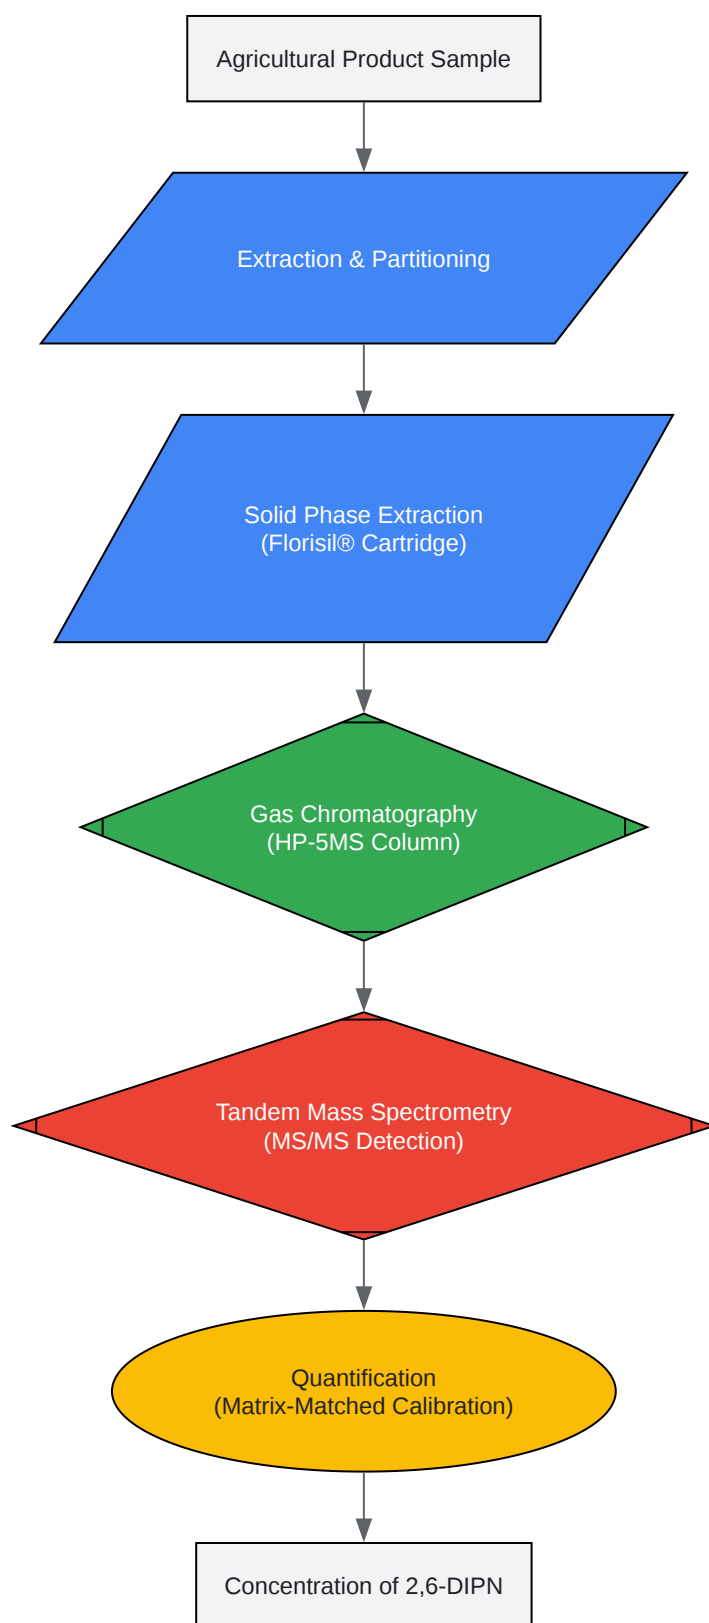 Agricultural Product Sample
Extraction & Partitioning
Solid Phase Extraction
(Florisil® Cartridge)
Gas Chromatography
(HP-5MS Column)
Tandem Mass Spectrometry
(MS/MS Detection)
Quantification
(Matrix-Matched Calibration)
Concentration of 2,6-DIPN